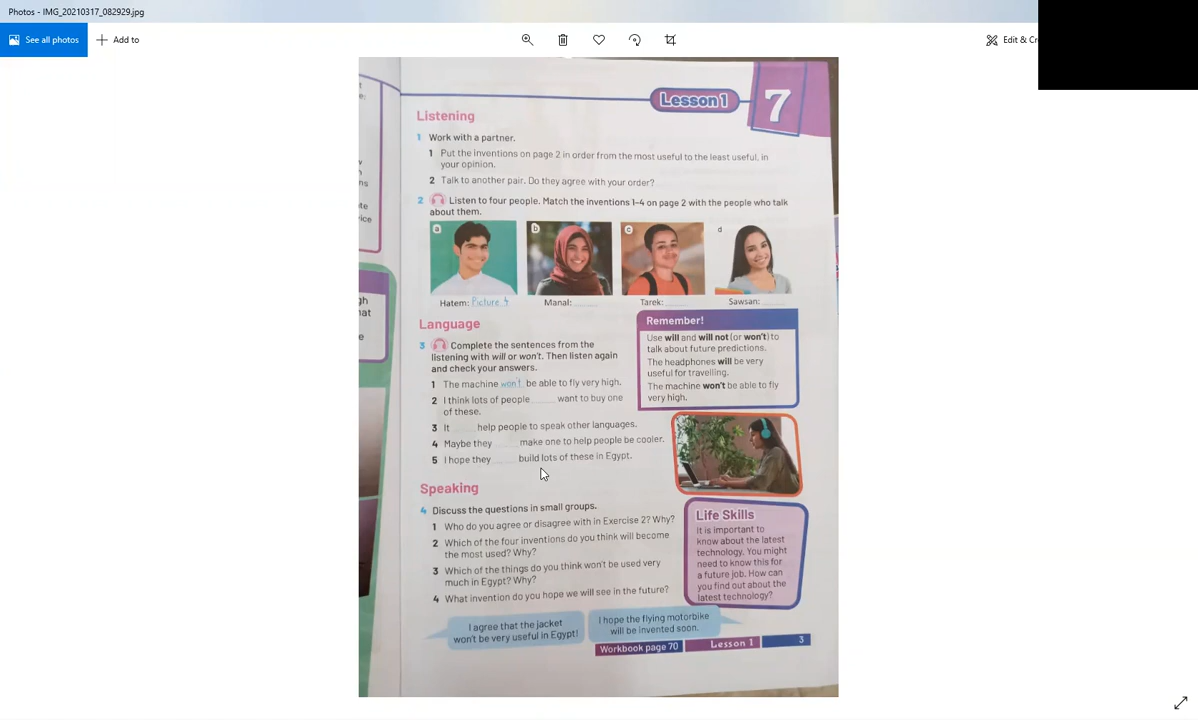 Photos - IMG_20210317_082929.jpg
See all photos
Add to
Edit & Cr
Lesson 1
7
Listening
1 Work with a partner.
1 Put the inventions on page 2 in order from the most useful to the least useful, in
your opinion.
2 Talk to another pair. Do they agree with your order?
2 Listen to four people. Match the inventions 1-4 on page 2 with the people who talk
about them.
a
b
c
d
Hatem: Picture 4
Manal:
Tarek:
Sawsan:
Language
3 Complete the sentences from the
listening with will or won't. Then listen again
and check your answers.
1 The machine won't be able to fly very high.
2 I think lots of people want to buy one
of these.
3 It help people to speak other languages.
4 Maybe they make one to help people be cooler.
5 I hope they build lots of these in Egypt.
Remember!
Use will and will not (or won't) to
talk about future predictions.
The headphones will be very
useful for travelling.
The machine won't be able to fly
very high.
Speaking
4 Discuss the questions in small groups.
1 Who do you agree or disagree with in Exercise 2? Why?
2 Which of the four inventions do you think will become
the most used? Why?
3 Which of the things do you think won't be used very
much in Egypt? Why?
4 What invention do you hope we will see in the future?
Life Skills
It is important to
know about the latest
technology. You might
need to know this for
a future job. How can
you find out about the
latest technology?
I agree that the jacket
won't be very useful in Egypt!
I hope the flying motorbike
will be invented soon.
Workbook page 70
Lesson 1
3